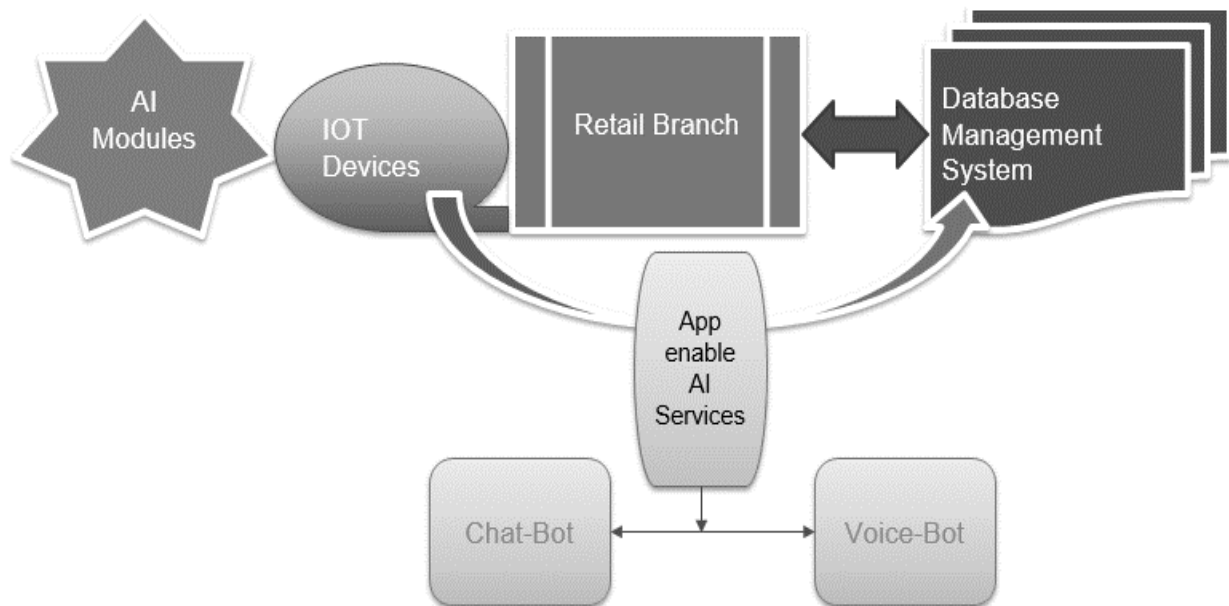 AI
Modules
IOT
Devices
Retail Branch
Database
Management
System
App
enable
AI
Services
Chat-Bot
Voice-Bot